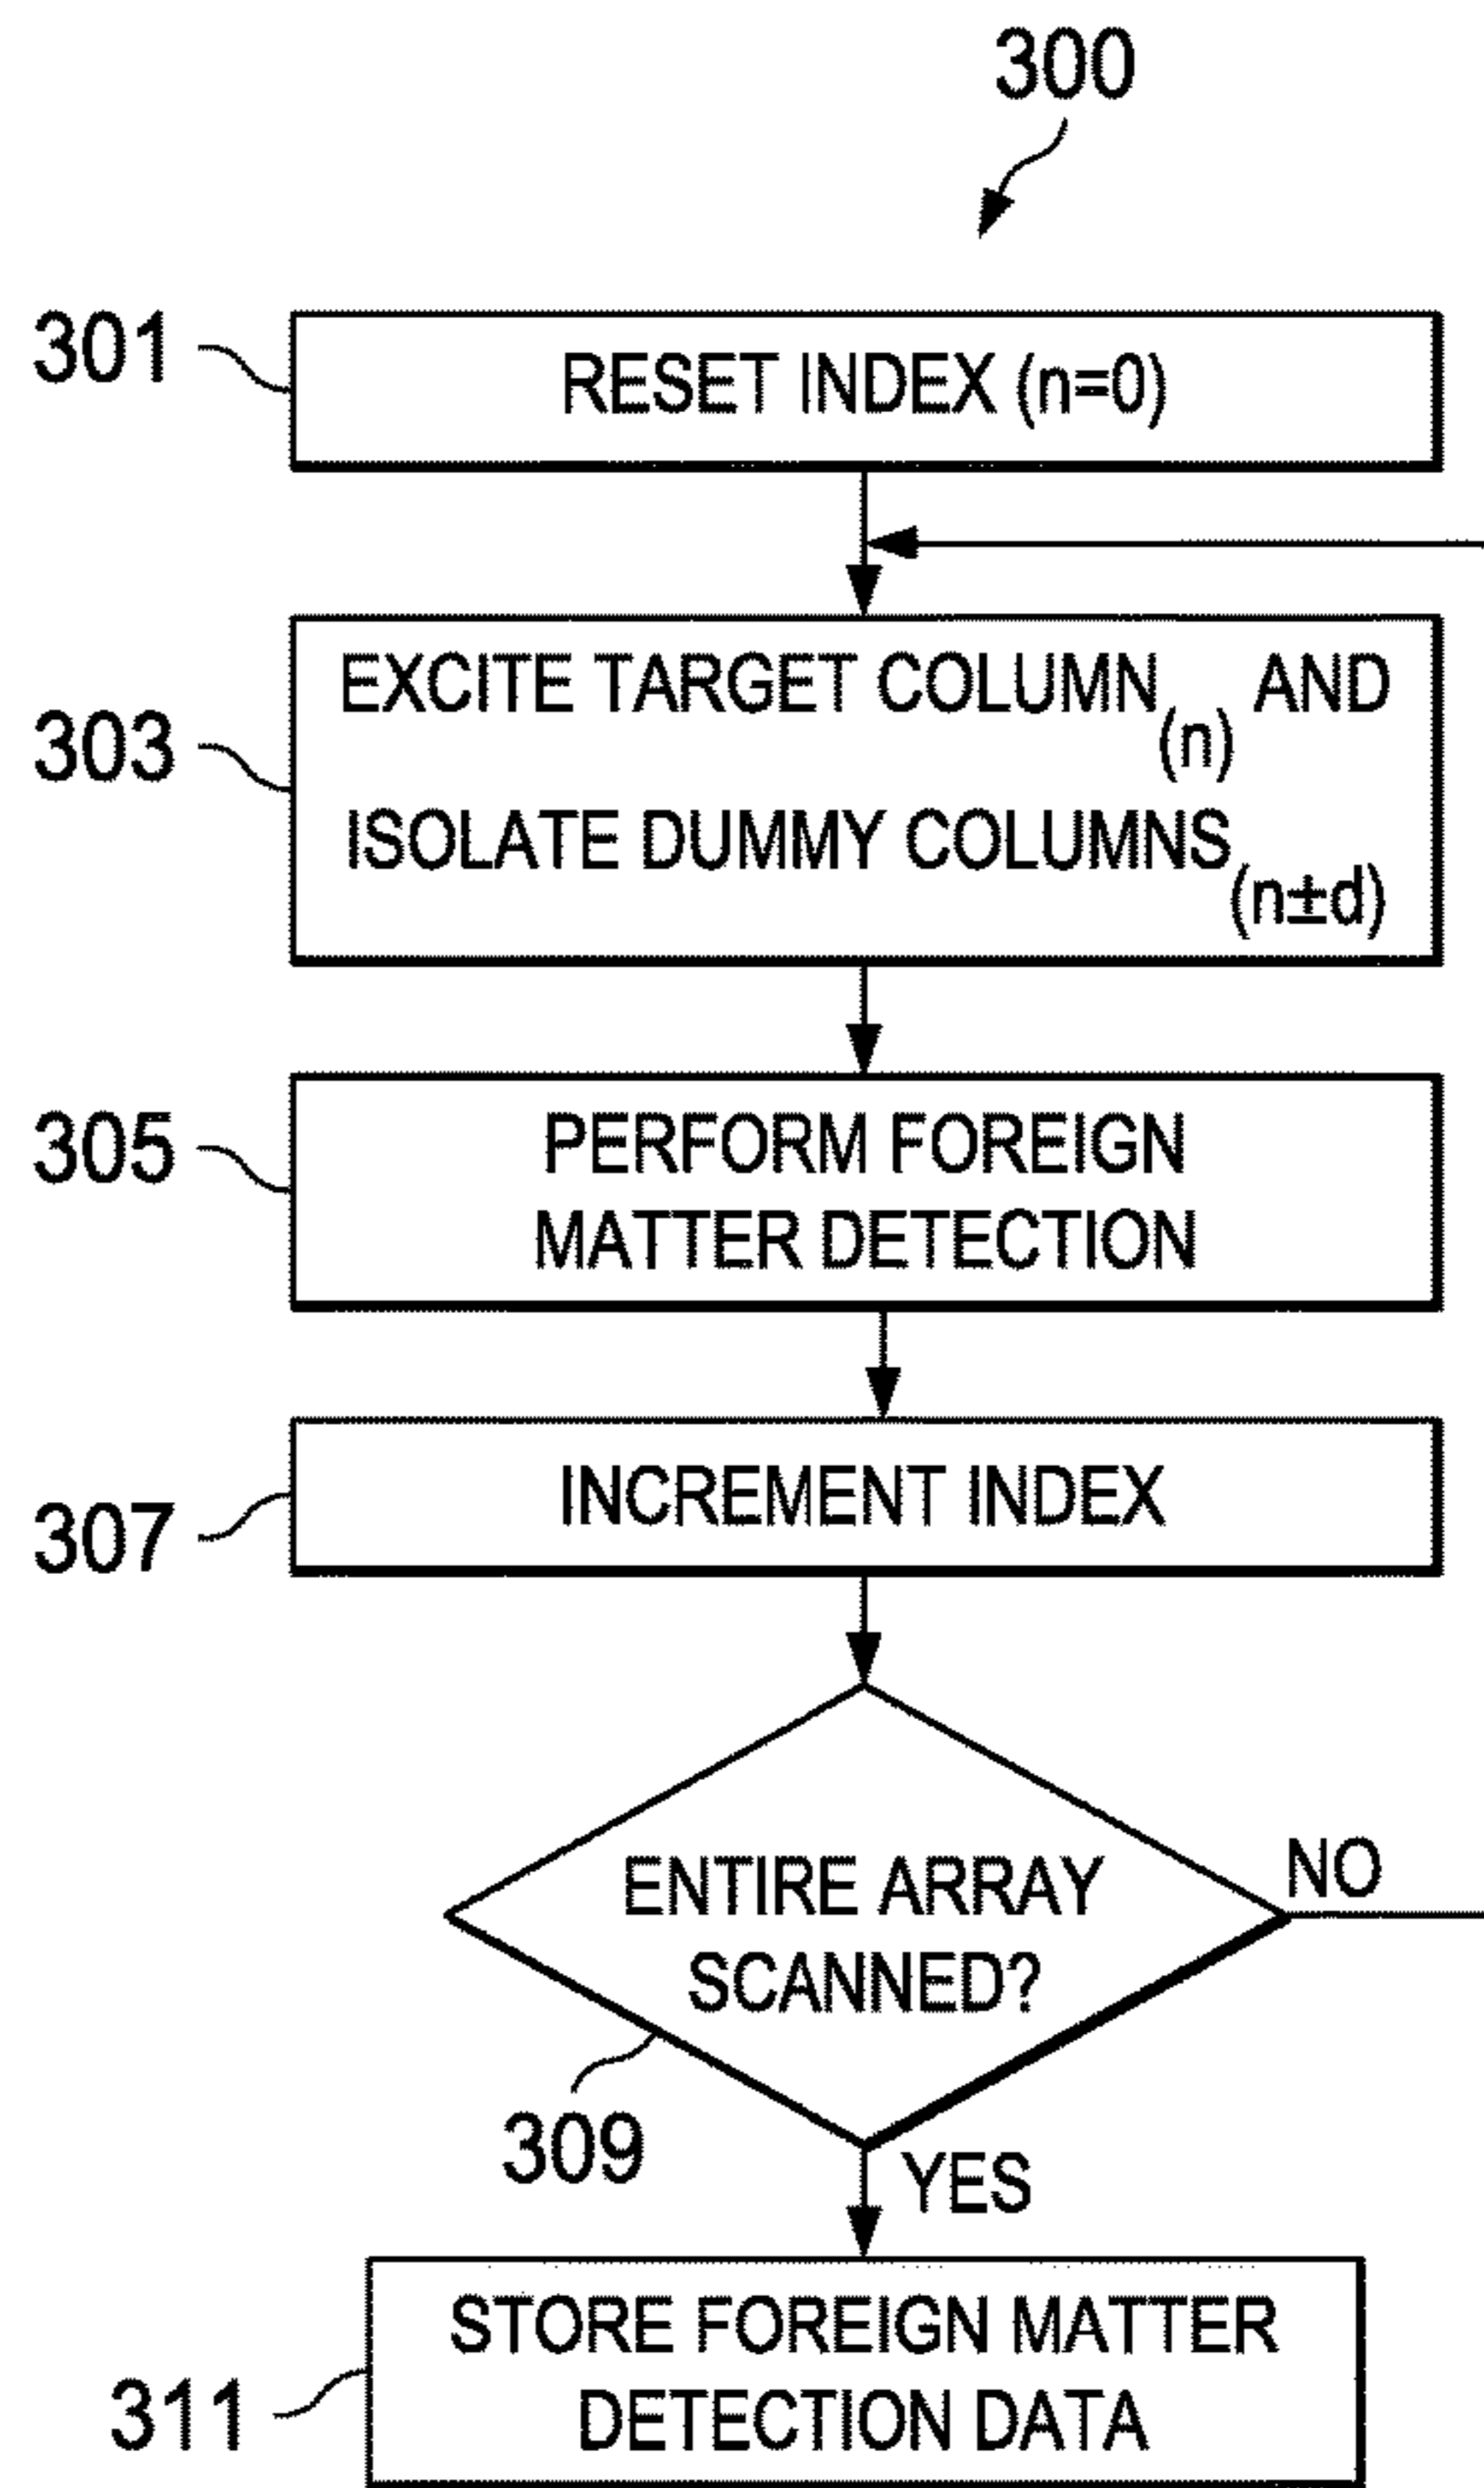 300
301
RESET INDEX (n=0)
303
EXCITE TARGET COLUMN(n) AND
ISOLATE DUMMY COLUMNS(n±d)
305
PERFORM FOREIGN
MATTER DETECTION
307
INCREMENT INDEX
ENTIRE ARRAY
SCANNED?
NO
309
YES
311
STORE FOREIGN MATTER
DETECTION DATA